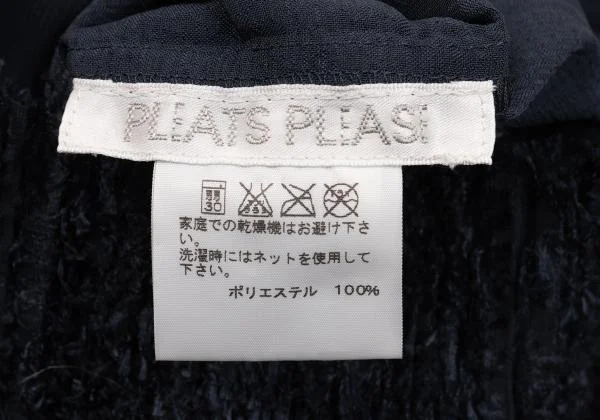 PLEATS PLEASE
30
家庭での乾燥機はお避け下さ
い。
洗濯時にはネットを使用して
下さい。
ポリエステル 100%